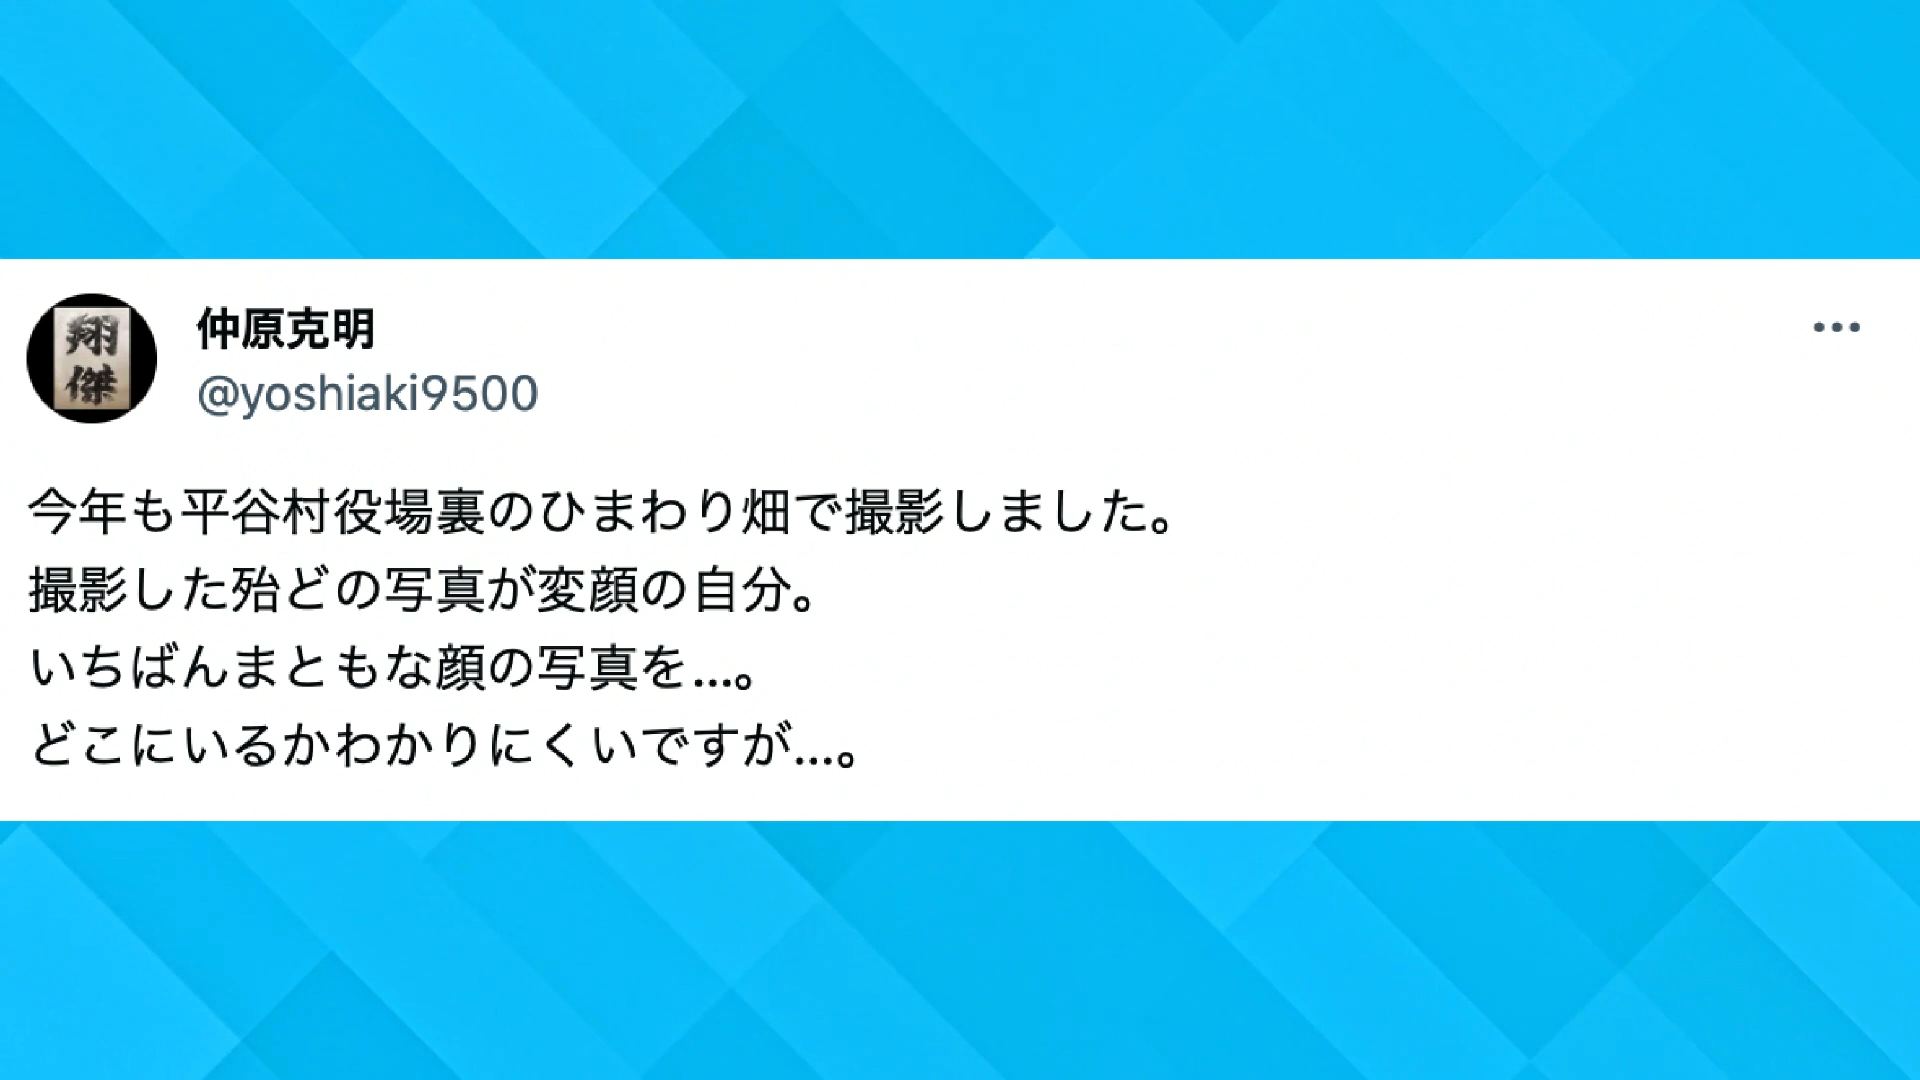 翔
傑
仲原克明
@yoshiaki9500
今年も平谷村役場裏のひまわり畑で撮影しました。
撮影した殆どの写真が変顔の自分。
いちばんまともな顔の写真を…。
どこにいるかわかりにくいですが…。